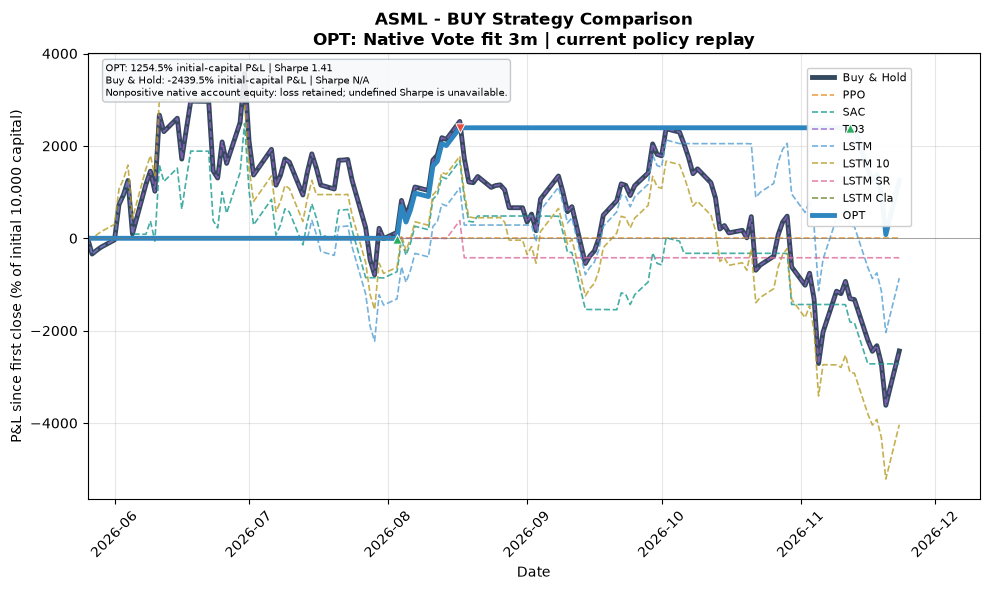 ASML - BUY Strategy Comparison
OPT: Native Vote fit 3m | current policy replay
OPT: 1254.5% initial-capital P&L | Sharpe 1.41
Buy & Hold: -2439.5% initial-capital P&L | Sharpe N/A
Nonpositive native account equity: loss retained; undefined Sharpe is unavailable.
Buy & Hold
PPO
SAC
TD3
LSTM
LSTM 10
LSTM SR
LSTM Cla
OPT
P&L since first close (% of initial 10,000 capital)
4000
2000
0
−2000
−4000
2026-06
2026-07
2026-08
2026-09
2026-10
2026-11
2026-12
Date